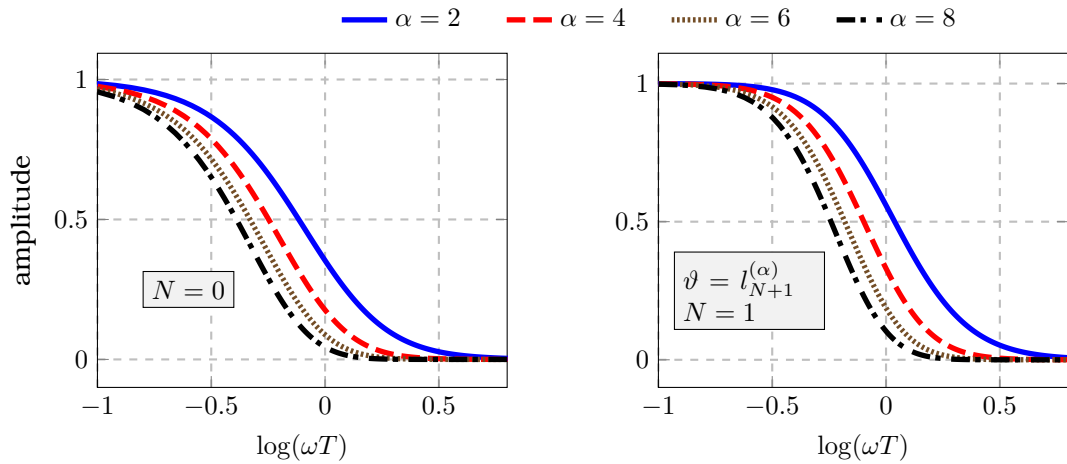 α = 2 α = 4 α = 6 α = 8
amplitude
1
0.5
0
N = 0
−1 −0.5 0 0.5
log(ωT)
1
0.5
0
ϑ = l_{N+1}^{(α)}
N = 1
−1 −0.5 0 0.5
log(ωT)